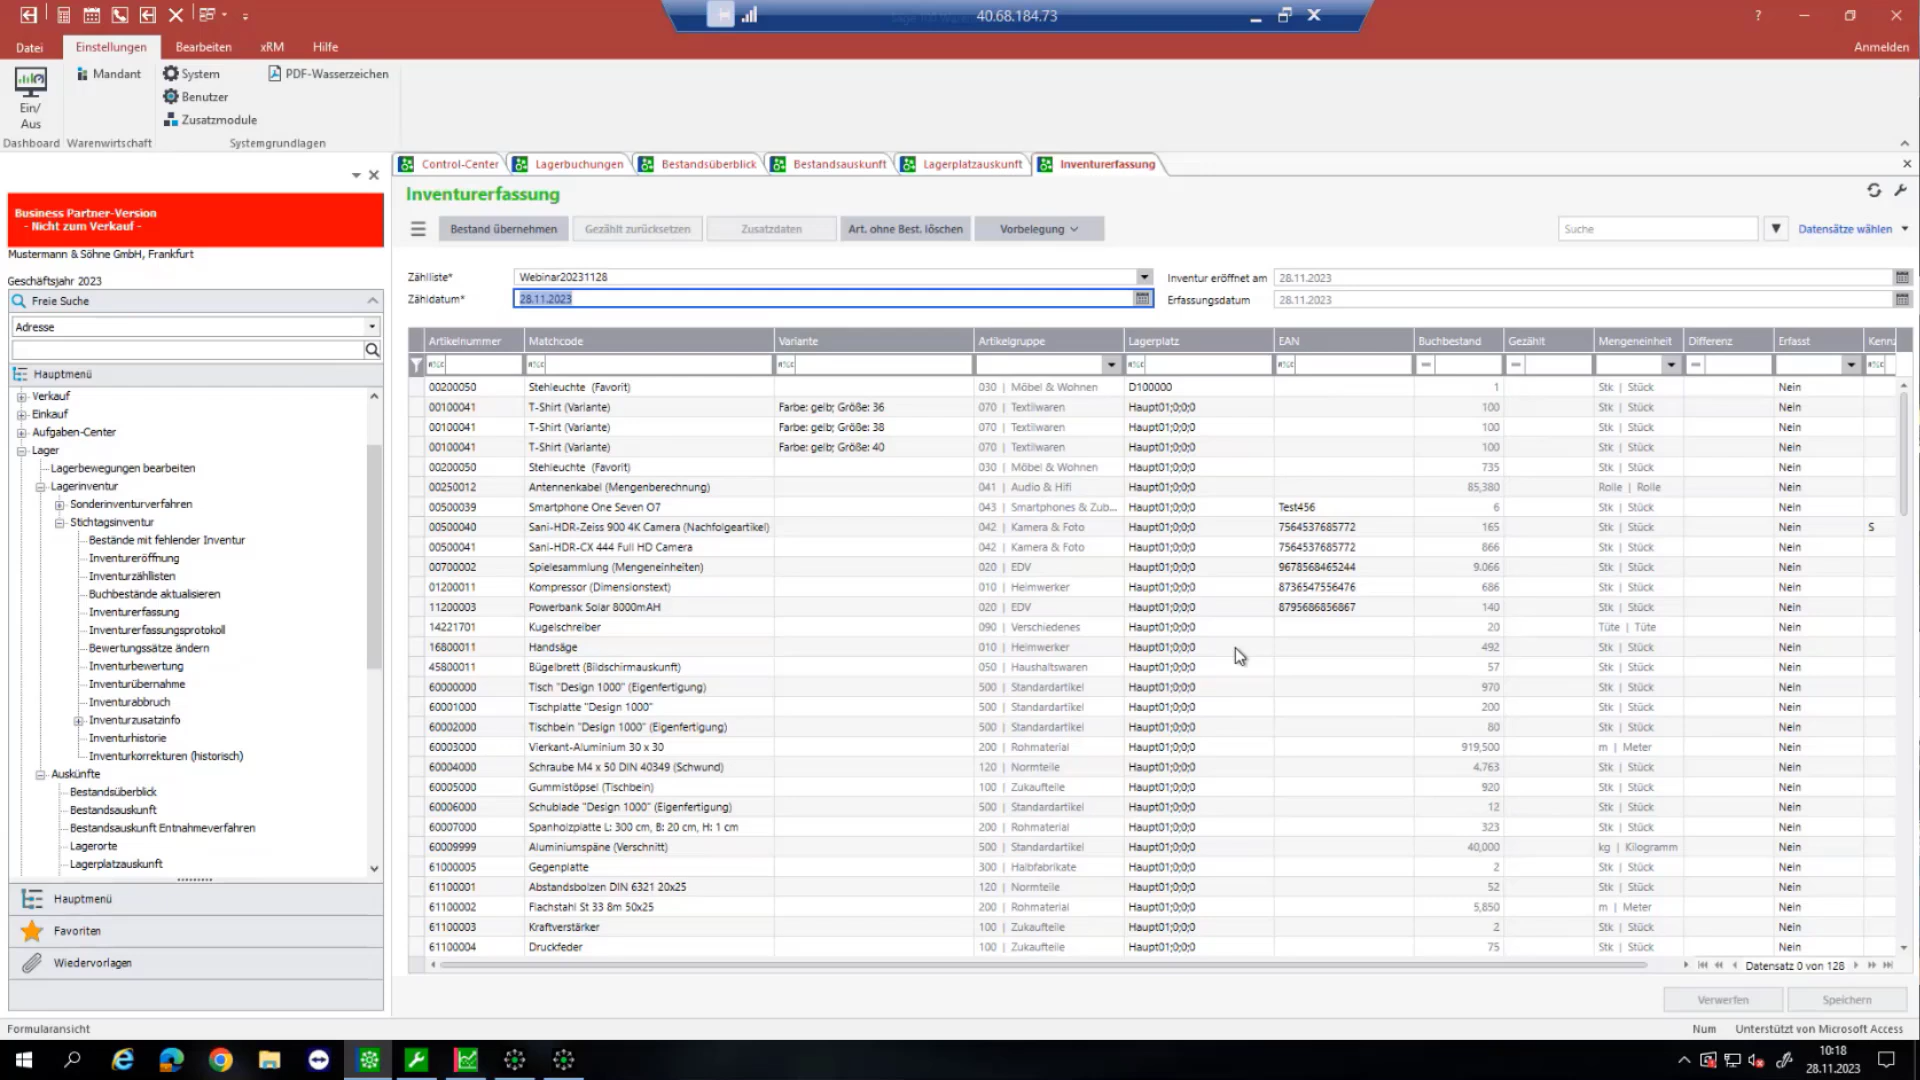 40.68.184.73
Datei Einstellungen Bearbeiten xRM Hilfe Anmelden
Ein/ Aus
Mandant
System
Benutzer
Zusatzmodule
PDF-Wasserzeichen
Dashboard Warenwirtschaft Systemgrundlagen
Control-Center Lagerbuchungen Bestandsüberblick Bestandsauskunft Lagerplatzauskunft Inventurerfassung
Business Partner-Version
- Nicht zum Verkauf -
Mustermann & Söhne GmbH, Frankfurt
Geschäftsjahr 2023
Freie Suche
Adresse
Hauptmenü
Verkauf
Einkauf
Aufgaben-Center
Lager
Lagerbewegungen bearbeiten
Lagerinventur
Sonderinventurverfahren
Stichtagsinventur
Bestände mit fehlender Inventur
Inventureröffnung
Inventurzähllisten
Buchbestände aktualisieren
Inventurerfassung
Inventurerfassungsprotokoll
Bewertungssätze ändern
Inventurbewertung
Inventurübernahme
Inventurabbruch
Inventurzusatzinfo
Inventurhistorie
Inventurkorrekturen (historisch)
Auskünfte
Bestandsüberblick
Bestandsauskunft
Bestandsauskunft Entnahmeverfahren
Lagerorte
Lagerplatzauskunft
Hauptmenü
Favoriten
Wiedervorlagen
Inventurerfassung
Bestand übernehmen Gezählt zurücksetzen Zusatzdaten Art. ohne Best. löschen Vorbelegung Suche Datensätze wählen
Zählliste* Webinar20231128 Inventur eröffnet am 28.11.2023
Zähldatum* 28.11.2023 Erfassungsdatum 28.11.2023
Artikelnummer Matchcode Variante Artikelgruppe Lagerplatz EAN Buchbestand Gezählt Mengeneinheit Differenz Erfasst Kennz
00200050 Stehleuchte (Favorit) 030 | Möbel & Wohnen D100000 1 Stk | Stück Nein
00100041 T-Shirt (Variante) Farbe: gelb; Größe: 36 070 | Textilwaren Haupt01;0;0;0 100 Stk | Stück Nein
00100041 T-Shirt (Variante) Farbe: gelb; Größe: 38 070 | Textilwaren Haupt01;0;0;0 100 Stk | Stück Nein
00100041 T-Shirt (Variante) Farbe: gelb; Größe: 40 070 | Textilwaren Haupt01;0;0;0 100 Stk | Stück Nein
00200050 Stehleuchte (Favorit) 030 | Möbel & Wohnen Haupt01;0;0;0 735 Stk | Stück Nein
00250012 Antennenkabel (Mengenberechnung) 041 | Audio & Hifi Haupt01;0;0;0 85,380 Rolle | Rolle Nein
00500039 Smartphone One Seven O7 043 | Smartphones & Zub... Haupt01;0;0;0 Test456 6 Stk | Stück Nein
00500040 Sani-HDR-Zeiss 900 4K Camera (Nachfolgeartikel) 042 | Kamera & Foto Haupt01;0;0;0 7564537685772 165 Stk | Stück Nein S
00500041 Sani-HDR-CX 444 Full HD Camera 042 | Kamera & Foto Haupt01;0;0;0 7564537685772 866 Stk | Stück Nein
00700002 Spielesammlung (Mengeneinheiten) 020 | EDV Haupt01;0;0;0 9678568465244 9.066 Stk | Stück Nein
01200011 Kompressor (Dimensionstext) 010 | Heimwerker Haupt01;0;0;0 8736547556476 686 Stk | Stück Nein
11200003 Powerbank Solar 8000mAH 020 | EDV Haupt01;0;0;0 8795686856867 140 Stk | Stück Nein
14221701 Kugelschreiber 090 | Verschiedenes Haupt01;0;0;0 20 Tüte | Tüte Nein
16800011 Handsäge 010 | Heimwerker Haupt01;0;0;0 492 Stk | Stück Nein
45800011 Bügelbrett (Bildschirmauskunft) 050 | Haushaltswaren Haupt01;0;0;0 57 Stk | Stück Nein
60000000 Tisch "Design 1000" (Eigenfertigung) 500 | Standardartikel Haupt01;0;0;0 970 Stk | Stück Nein
60001000 Tischplatte "Design 1000" 500 | Standardartikel Haupt01;0;0;0 200 Stk | Stück Nein
60002000 Tischbein "Design 1000" (Eigenfertigung) 500 | Standardartikel Haupt01;0;0;0 80 Stk | Stück Nein
60003000 Vierkant-Aluminium 30 x 30 200 | Rohmaterial Haupt01;0;0;0 919,500 m | Meter Nein
60004000 Schraube M4 x 50 DIN 40349 (Schwund) 120 | Normteile Haupt01;0;0;0 4.763 Stk | Stück Nein
60005000 Gummistöpsel (Tischbein) 100 | Zukaufteile Haupt01;0;0;0 920 Stk | Stück Nein
60006000 Schublade "Design 1000" (Eigenfertigung) 500 | Standardartikel Haupt01;0;0;0 12 Stk | Stück Nein
60007000 Spanholzplatte L: 300 cm, B: 20 cm, H: 1 cm 200 | Rohmaterial Haupt01;0;0;0 323 Stk | Stück Nein
60009999 Aluminiumspäne (Verschnitt) 500 | Standardartikel Haupt01;0;0;0 40,000 kg | Kilogramm Nein
61000005 Gegenplatte 300 | Halbfabrikate Haupt01;0;0;0 2 Stk | Stück Nein
61100001 Abstandsbolzen DIN 6321 20x25 120 | Normteile Haupt01;0;0;0 52 Stk | Stück Nein
61100002 Flachstahl St 33 8m 50x25 200 | Rohmaterial Haupt01;0;0;0 5,850 m | Meter Nein
61100003 Kraftverstärker 100 | Zukaufteile Haupt01;0;0;0 2 Stk | Stück Nein
61100004 Druckfeder 100 | Zukaufteile Haupt01;0;0;0 75 Stk | Stück Nein
Datensatz 0 von 128
Verwerfen Speichern
Formularansicht Num Unterstützt von Microsoft Access
10:18
28.11.2023